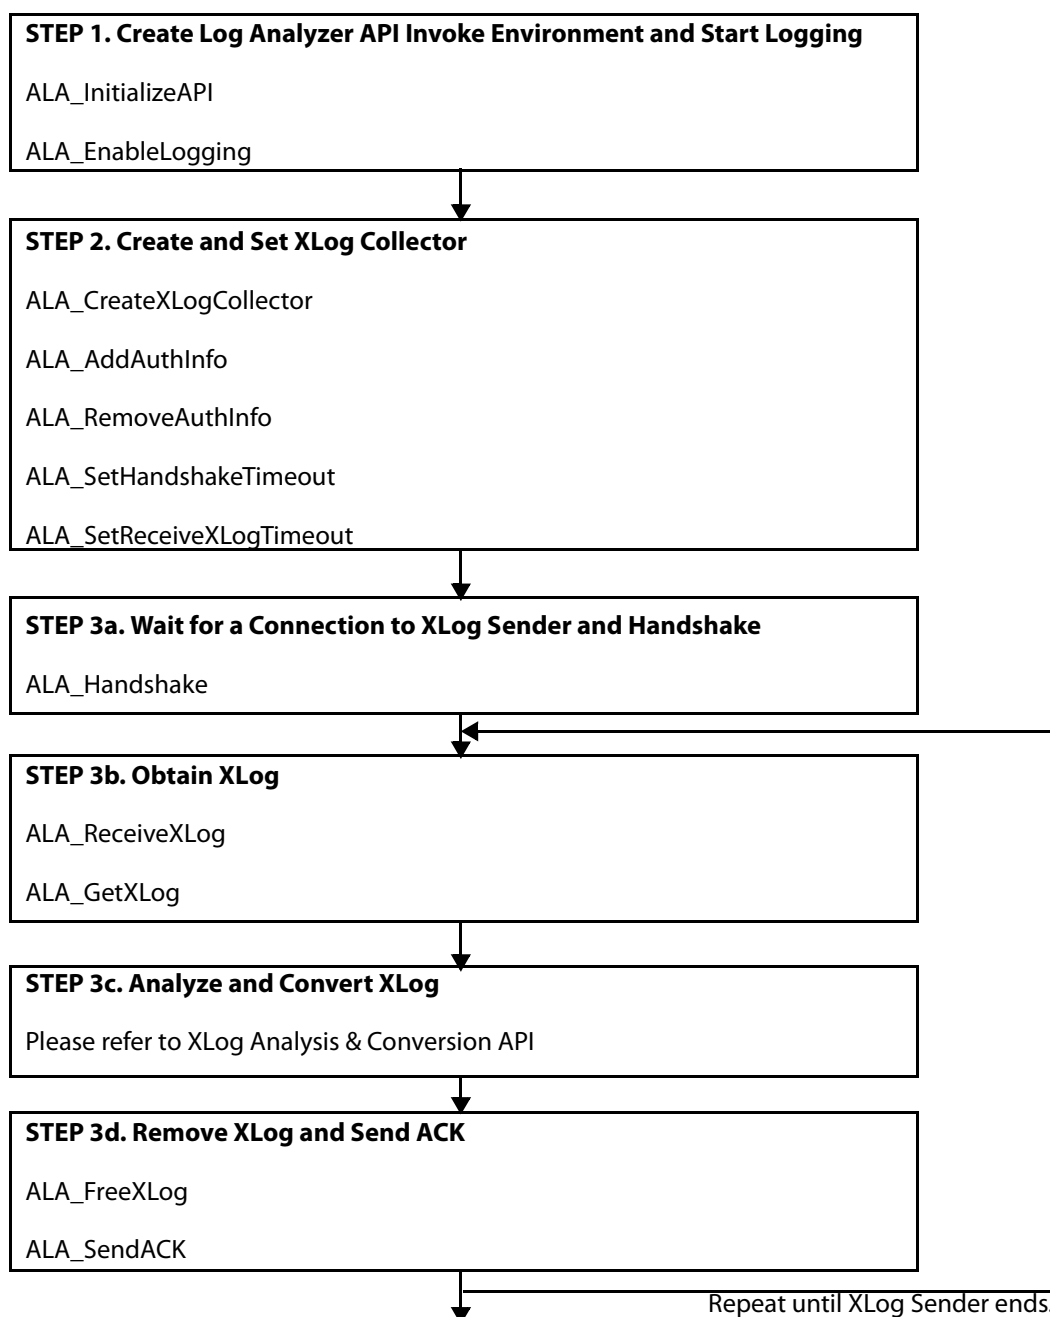 STEP 1. Create Log Analyzer API Invoke Environment and Start Logging
ALA_InitializeAPI
ALA_EnableLogging
STEP 2. Create and Set XLog Collector
ALA_CreateXLogCollector
ALA_AddAuthInfo
ALA_RemoveAuthInfo
ALA_SetHandshakeTimeout
ALA_SetReceiveXLogTimeout
STEP 3a. Wait for a Connection to XLog Sender and Handshake
ALA_Handshake
STEP 3b. Obtain XLog
ALA_ReceiveXLog
ALA_GetXLog
STEP 3c. Analyze and Convert XLog
Please refer to XLog Analysis & Conversion API
STEP 3d. Remove XLog and Send ACK
ALA_FreeXLog
ALA_SendACK
Repeat until XLog Sender ends.